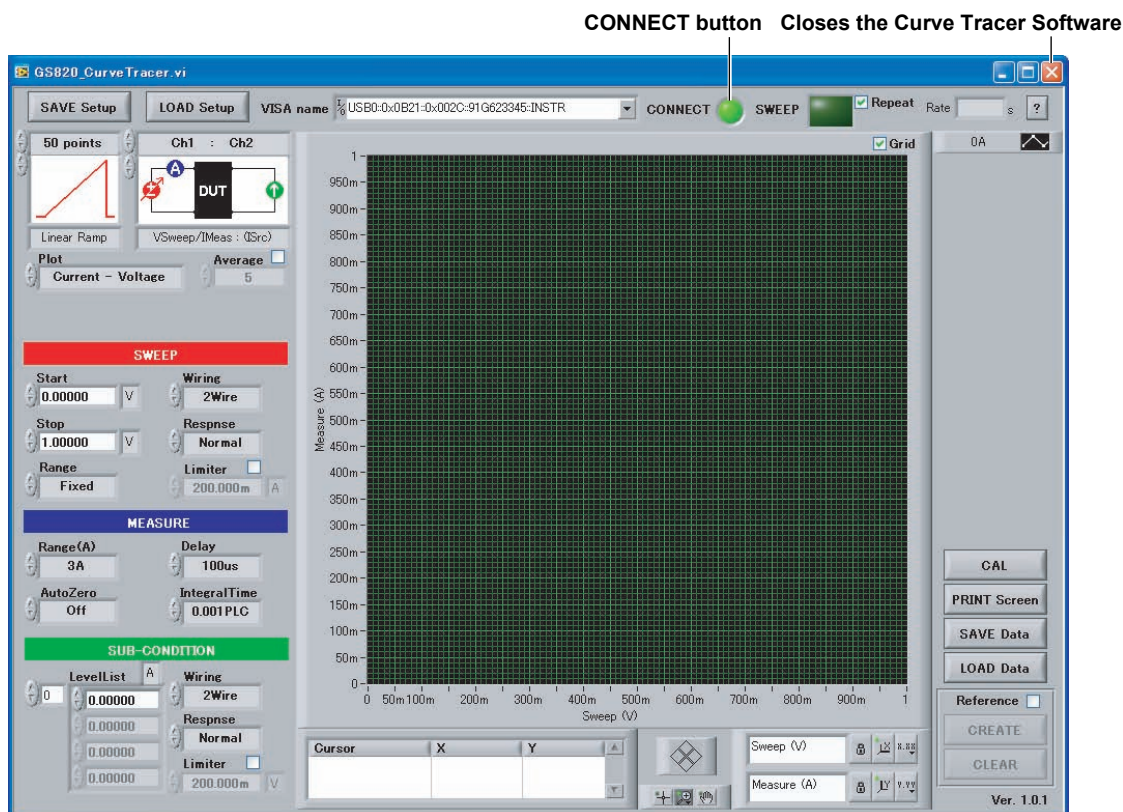 CONNECT button Closes the Curve Tracer Software
GS820_CurveTracer.vi
SAVE Setup LOAD Setup VISA name I/O USB0::0x0B21::0x002C::91G623345::INSTR CONNECT SWEEP Repeat Rate s ?
50 points Ch1 : Ch2 Grid 0A
A
DUT
Linear Ramp VSweep/IMeas : (ISrc)
Plot Average
Current - Voltage 5
SWEEP
Start Wiring
0.00000 V 2Wire
Stop Respnse
1.00000 V Normal
Range Limiter
Fixed 200.000m A
MEASURE
Range(A) Delay
3A 100us
AutoZero IntegralTime
Off 0.001PLC
SUB-CONDITION
LevelList A Wiring
0 0.00000 2Wire
0.00000 Respnse
0.00000 Normal
0.00000 Limiter
200.000m V
Measure (A)
1
950m
900m
850m
800m
750m
700m
650m
600m
550m
500m
450m
400m
350m
300m
250m
200m
150m
100m
50m
0
0 50m 100m 200m 300m 400m 500m 600m 700m 800m 900m 1
Sweep (V)
Cursor X Y
Sweep (V) X X.XX
Measure (A) Y Y.YY
CAL
PRINT Screen
SAVE Data
LOAD Data
Reference
CREATE
CLEAR
Ver. 1.0.1